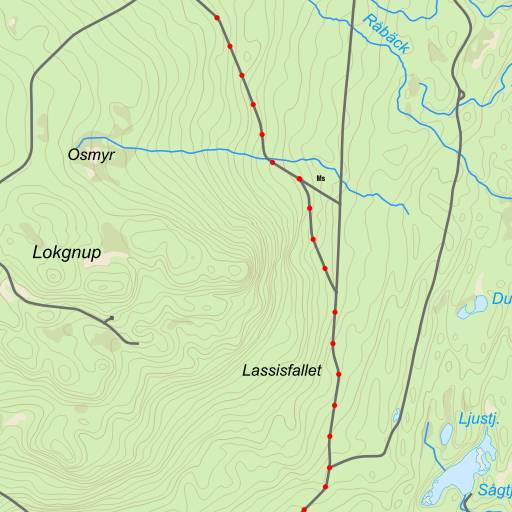 Råbäck
Osmyr
Ms
Lokgnup
Du
Lassisfallet
Ljustj.
Sågtj